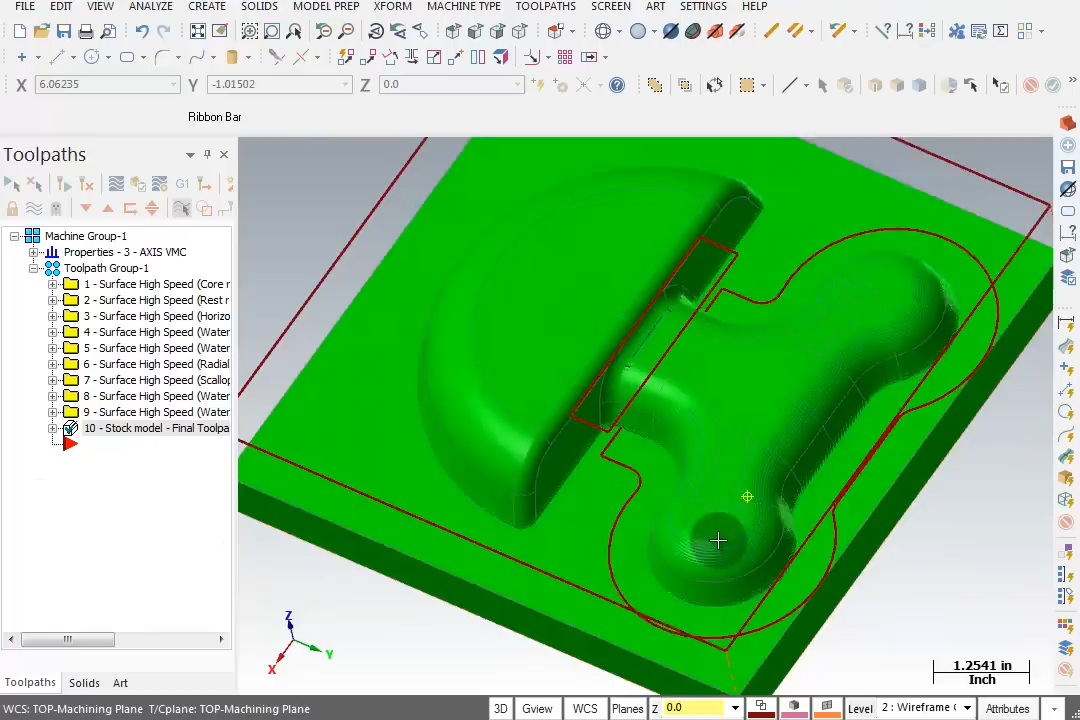 FILE EDIT VIEW ANALYZE CREATE SOLIDS MODEL PREP XFORM MACHINE TYPE TOOLPATHS SCREEN ART SETTINGS HELP
X 6.06235 Y -1.01502 Z 0.0
Ribbon Bar
Toolpaths
G1
Machine Group-1
Properties - 3 - AXIS VMC
Toolpath Group-1
1 - Surface High Speed (Core r
2 - Surface High Speed (Rest r
3 - Surface High Speed (Horizo
4 - Surface High Speed (Water
5 - Surface High Speed (Water
6 - Surface High Speed (Radial
7 - Surface High Speed (Scallop
8 - Surface High Speed (Water
9 - Surface High Speed (Water
10 - Stock model - Final Toolpa
Z
Y
X
1.2541 in
Inch
Toolpaths Solids Art
WCS: TOP-Machining Plane T/Cplane: TOP-Machining Plane 3D Gview WCS Planes Z 0.0 Level 2 : Wireframe C Attributes